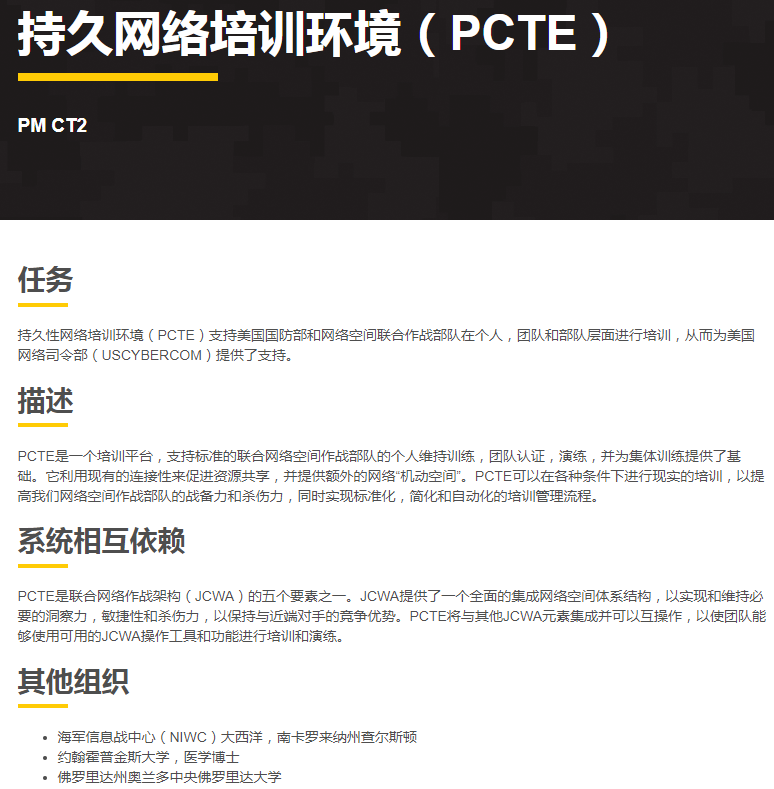 持久网络培训环境（PCTE）
PM CT2
任务
持久性网络培训环境（PCTE）支持美国国防部和网络空间联合作战部队在个人，团队和部队层面进行培训，从而为美国
网络司令部（USCYBERCOM）提供了支持。
描述
PCTE是一个培训平台，支持标准的联合网络空间作战部队的个人维持训练，团队认证，演练，并为集体训练提供了基
础。它利用现有的连接性来促进资源共享，并提供额外的网络“机动空间”。PCTE可以在各种条件下进行现实的培训，以提
高我们网络空间作战部队的战备力和杀伤力，同时实现标准化，简化和自动化的培训管理流程。
系统相互依赖
PCTE是联合网络作战架构（JCWA）的五个要素之一。JCWA提供了一个全面的集成网络空间体系结构，以实现和维持必
要的洞察力，敏捷性和杀伤力，以保持与近端对手的竞争优势。PCTE将与其他JCWA元素集成并可以互操作，以使团队能
够使用可用的JCWA操作工具和功能进行培训和演练。
其他组织
• 海军信息战中心（NIWC）大西洋，南卡罗来纳州查尔斯顿
• 约翰霍普金斯大学，医学博士
• 佛罗里达州奥兰多中央佛罗里达大学